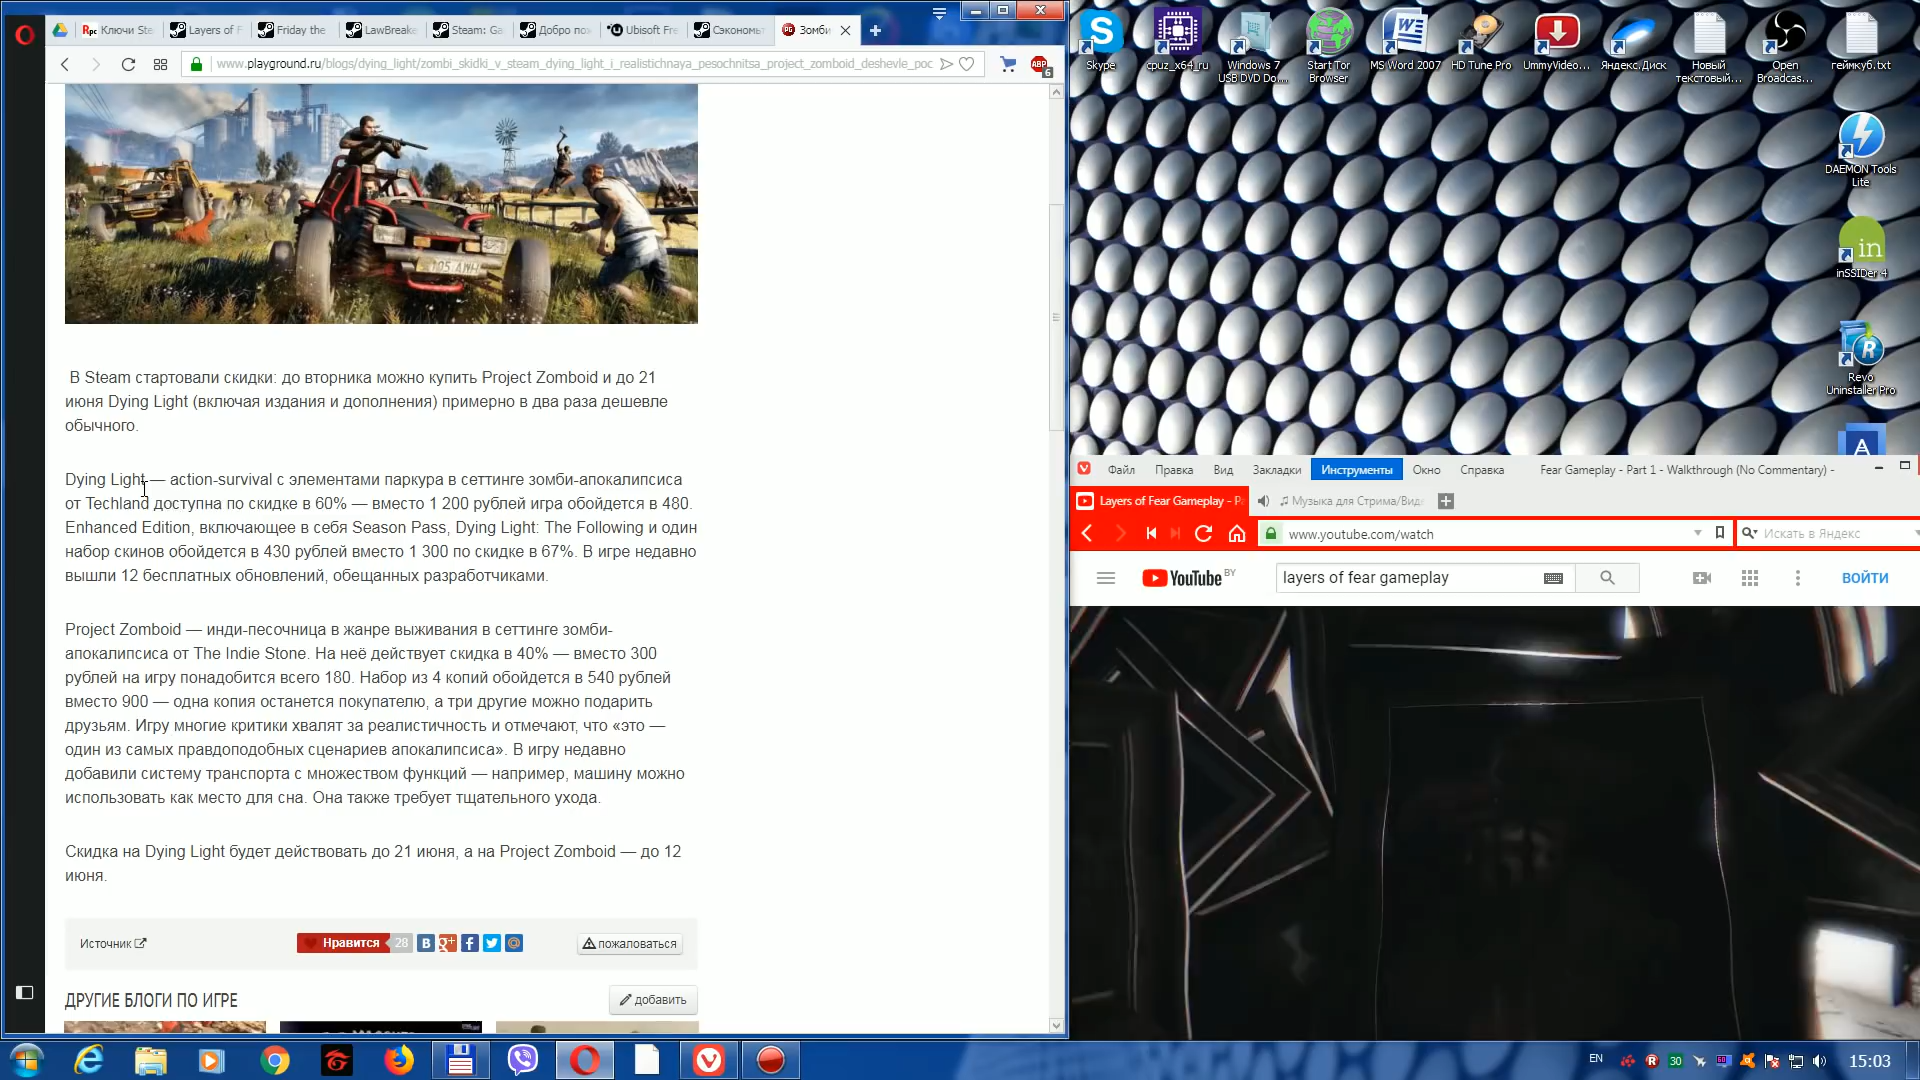 Ключи Ste
Layers of F
Friday the
LawBreake
Steam: Ga
Добро пож
Ubisoft Fre
Сэкономьт
Зомби
www.playground.ru/blogs/dying_light/zombi_skidki_v_steam_dying_light_i_realistichnaya_pesochnitsa_project_zomboid_deshevle_poc
ABP
6
В Steam стартовали скидки: до вторника можно купить Project Zomboid и до 21
июня Dying Light (включая издания и дополнения) примерно в два раза дешевле
обычного.
Dying Light — action-survival с элементами паркура в сеттинге зомби-апокалипсиса
от Techland доступна по скидке в 60% — вместо 1 200 рублей игра обойдется в 480.
Enhanced Edition, включающее в себя Season Pass, Dying Light: The Following и один
набор скинов обойдется в 430 рублей вместо 1 300 по скидке в 67%. В игре недавно
вышли 12 бесплатных обновлений, обещанных разработчиками.
Project Zomboid — инди-песочница в жанре выживания в сеттинге зомби-
апокалипсиса от The Indie Stone. На неё действует скидка в 40% — вместо 300
рублей на игру понадобится всего 180. Набор из 4 копий обойдется в 540 рублей
вместо 900 — одна копия останется покупателю, а три другие можно подарить
друзьям. Игру многие критики хвалят за реалистичность и отмечают, что «это —
один из самых правдоподобных сценариев апокалипсиса». В игру недавно
добавили систему транспорта с множеством функций — например, машину можно
использовать как место для сна. Она также требует тщательного ухода.
Скидка на Dying Light будет действовать до 21 июня, а на Project Zomboid — до 12
июня.
Источник
Нравится
28
пожаловаться
ДРУГИЕ БЛОГИ ПО ИГРЕ
добавить
Skype
cpuz_x64_ru
Windows 7
USB DVD Do...
Start Tor
Browser
MS Word 2007
HD Tune Pro
UmmyVideo...
Яндекс.Диск
Новый
текстовый...
Open
Broadcas...
геймкуб.txt
DAEMON Tools
Lite
in
inSSIDer 4
Revo
Uninstaller Pro
Файл
Правка
Вид
Закладки
Инструменты
Окно
Справка
Fear Gameplay - Part 1 - Walkthrough (No Commentary) -
Layers of Fear Gameplay - P
Музыка для Стрима/Вид
www.youtube.com/watch
Искать в Яндекс
YouTube BY
layers of fear gameplay
ВОЙТИ
EN
30
15:03